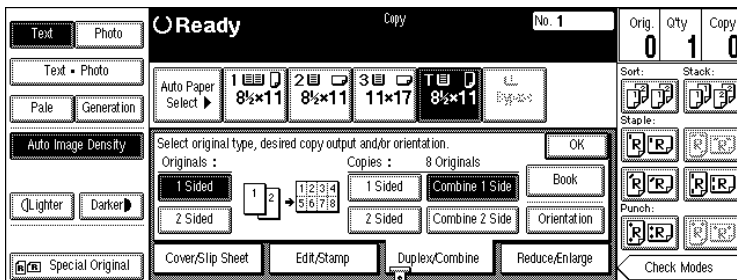 Text Photo
Text • Photo
Pale Generation
Auto Image Density
Lighter Darker
Special Original
Ready
Copy
No. 1
Orig. Q'ty Copy
0 1 0
Auto Paper Select ▶
1 8½×11
2 8½×11
3 11×17
T 8½×11
Bypass
Select original type, desired copy output and/or orientation.
OK
Originals : Copies : 8 Originals
1 Sided 1 2 → 1 2 3 4 5 6 7 8 1 Sided Combine 1 Side Book
2 Sided 2 Sided Combine 2 Side Orientation
Cover/Slip Sheet Edit/Stamp Duplex/Combine Reduce/Enlarge
Sort: Stack:
Staple:
Punch:
Check Modes